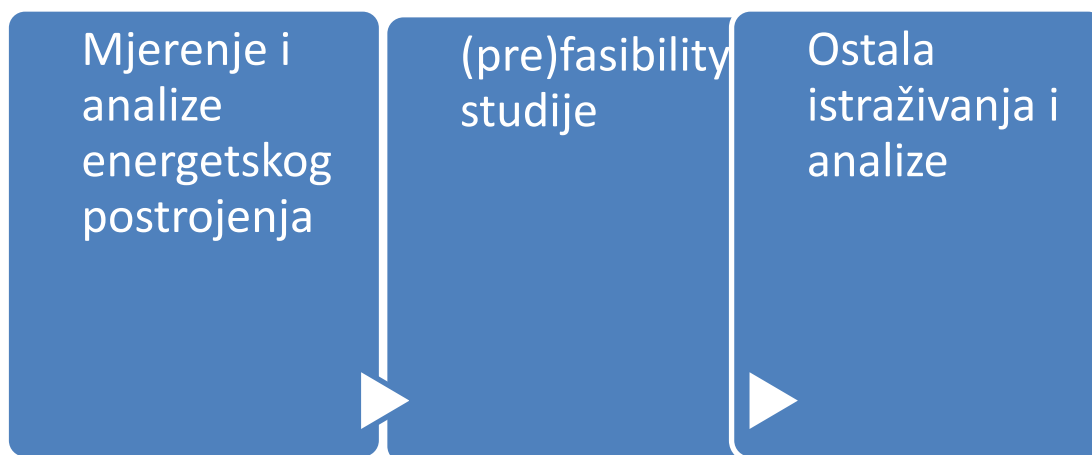 Mjerenje i
analize
energetskog
postrojenja
(pre)fasibility
studije
Ostala
istraživanja i
analize